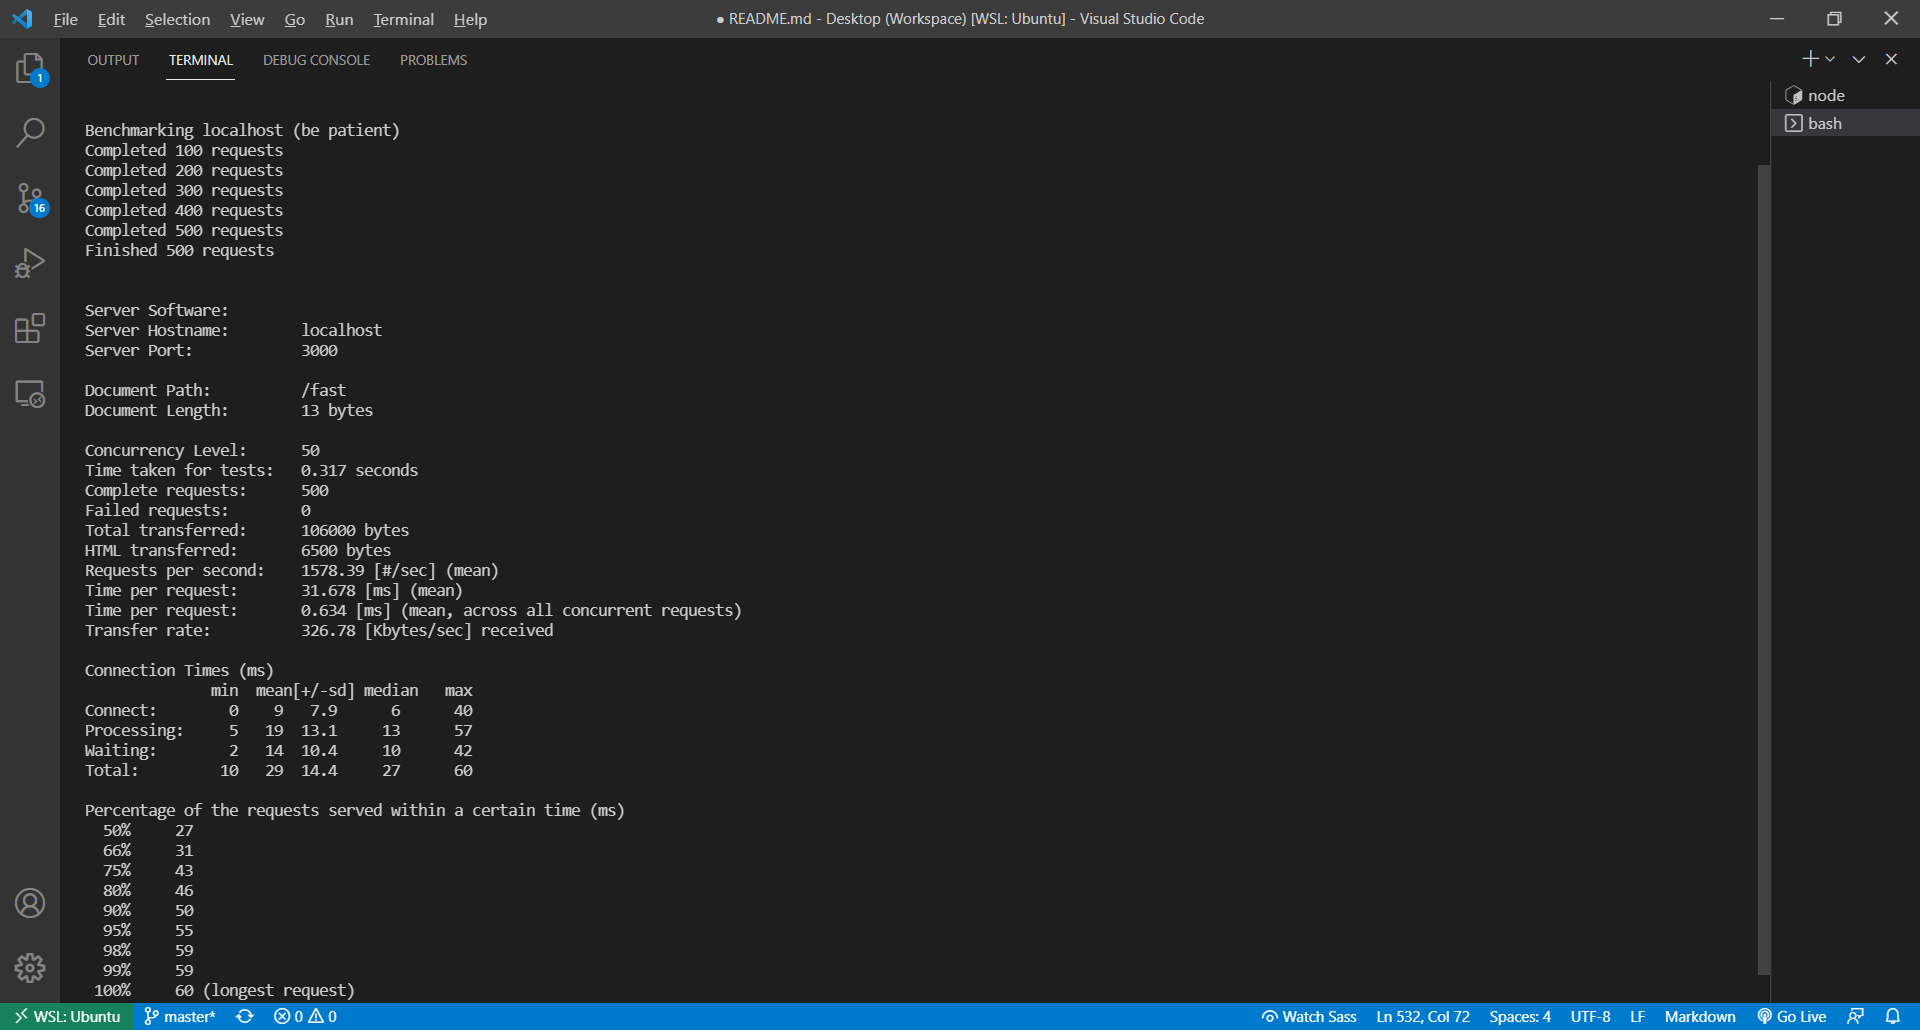 File Edit Selection View Go Run Terminal Help ● README.md - Desktop (Workspace) [WSL: Ubuntu] - Visual Studio Code
OUTPUT TERMINAL DEBUG CONSOLE PROBLEMS
1
16
node
bash
Benchmarking localhost (be patient)
Completed 100 requests
Completed 200 requests
Completed 300 requests
Completed 400 requests
Completed 500 requests
Finished 500 requests
Server Software:
Server Hostname: localhost
Server Port: 3000
Document Path: /fast
Document Length: 13 bytes
Concurrency Level: 50
Time taken for tests: 0.317 seconds
Complete requests: 500
Failed requests: 0
Total transferred: 106000 bytes
HTML transferred: 6500 bytes
Requests per second: 1578.39 [#/sec] (mean)
Time per request: 31.678 [ms] (mean)
Time per request: 0.634 [ms] (mean, across all concurrent requests)
Transfer rate: 326.78 [Kbytes/sec] received
Connection Times (ms)
min mean[+/-sd] median max
Connect: 0 9 7.9 6 40
Processing: 5 19 13.1 13 57
Waiting: 2 14 10.4 10 42
Total: 10 29 14.4 27 60
Percentage of the requests served within a certain time (ms)
50% 27
66% 31
75% 43
80% 46
90% 50
95% 55
98% 59
99% 59
100% 60 (longest request)
WSL: Ubuntu master* 0 0 Watch Sass Ln 532, Col 72 Spaces: 4 UTF-8 LF Markdown Go Live